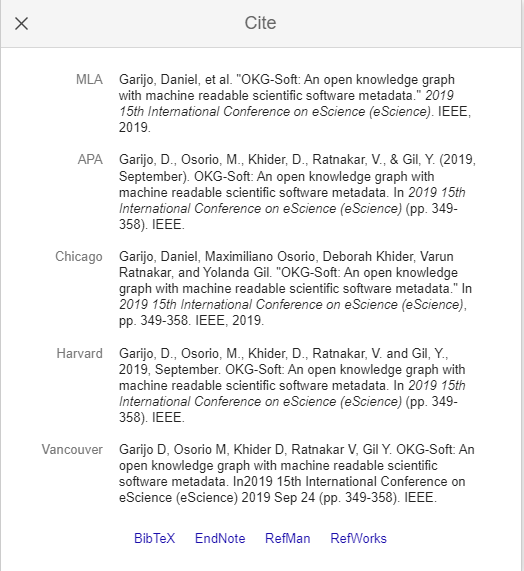 Cite
MLA
Garijo, Daniel, et al. "OKG-Soft: An open knowledge graph
with machine readable scientific software metadata." 2019
15th International Conference on eScience (eScience). IEEE,
2019.
APA
Garijo, D., Osorio, M., Khider, D., Ratnakar, V., & Gil, Y. (2019,
September). OKG-Soft: An open knowledge graph with
machine readable scientific software metadata. In 2019 15th
International Conference on eScience (eScience) (pp. 349-
358). IEEE.
Chicago
Garijo, Daniel, Maximiliano Osorio, Deborah Khider, Varun
Ratnakar, and Yolanda Gil. "OKG-Soft: An open knowledge
graph with machine readable scientific software metadata." In
2019 15th International Conference on eScience (eScience),
pp. 349-358. IEEE, 2019.
Harvard
Garijo, D., Osorio, M., Khider, D., Ratnakar, V. and Gil, Y.,
2019, September. OKG-Soft: An open knowledge graph with
machine readable scientific software metadata. In 2019 15th
International Conference on eScience (eScience) (pp. 349-
358). IEEE.
Vancouver
Garijo D, Osorio M, Khider D, Ratnakar V, Gil Y. OKG-Soft: An
open knowledge graph with machine readable scientific
software metadata. In2019 15th International Conference on
eScience (eScience) 2019 Sep 24 (pp. 349-358). IEEE.
BibTeX EndNote RefMan RefWorks